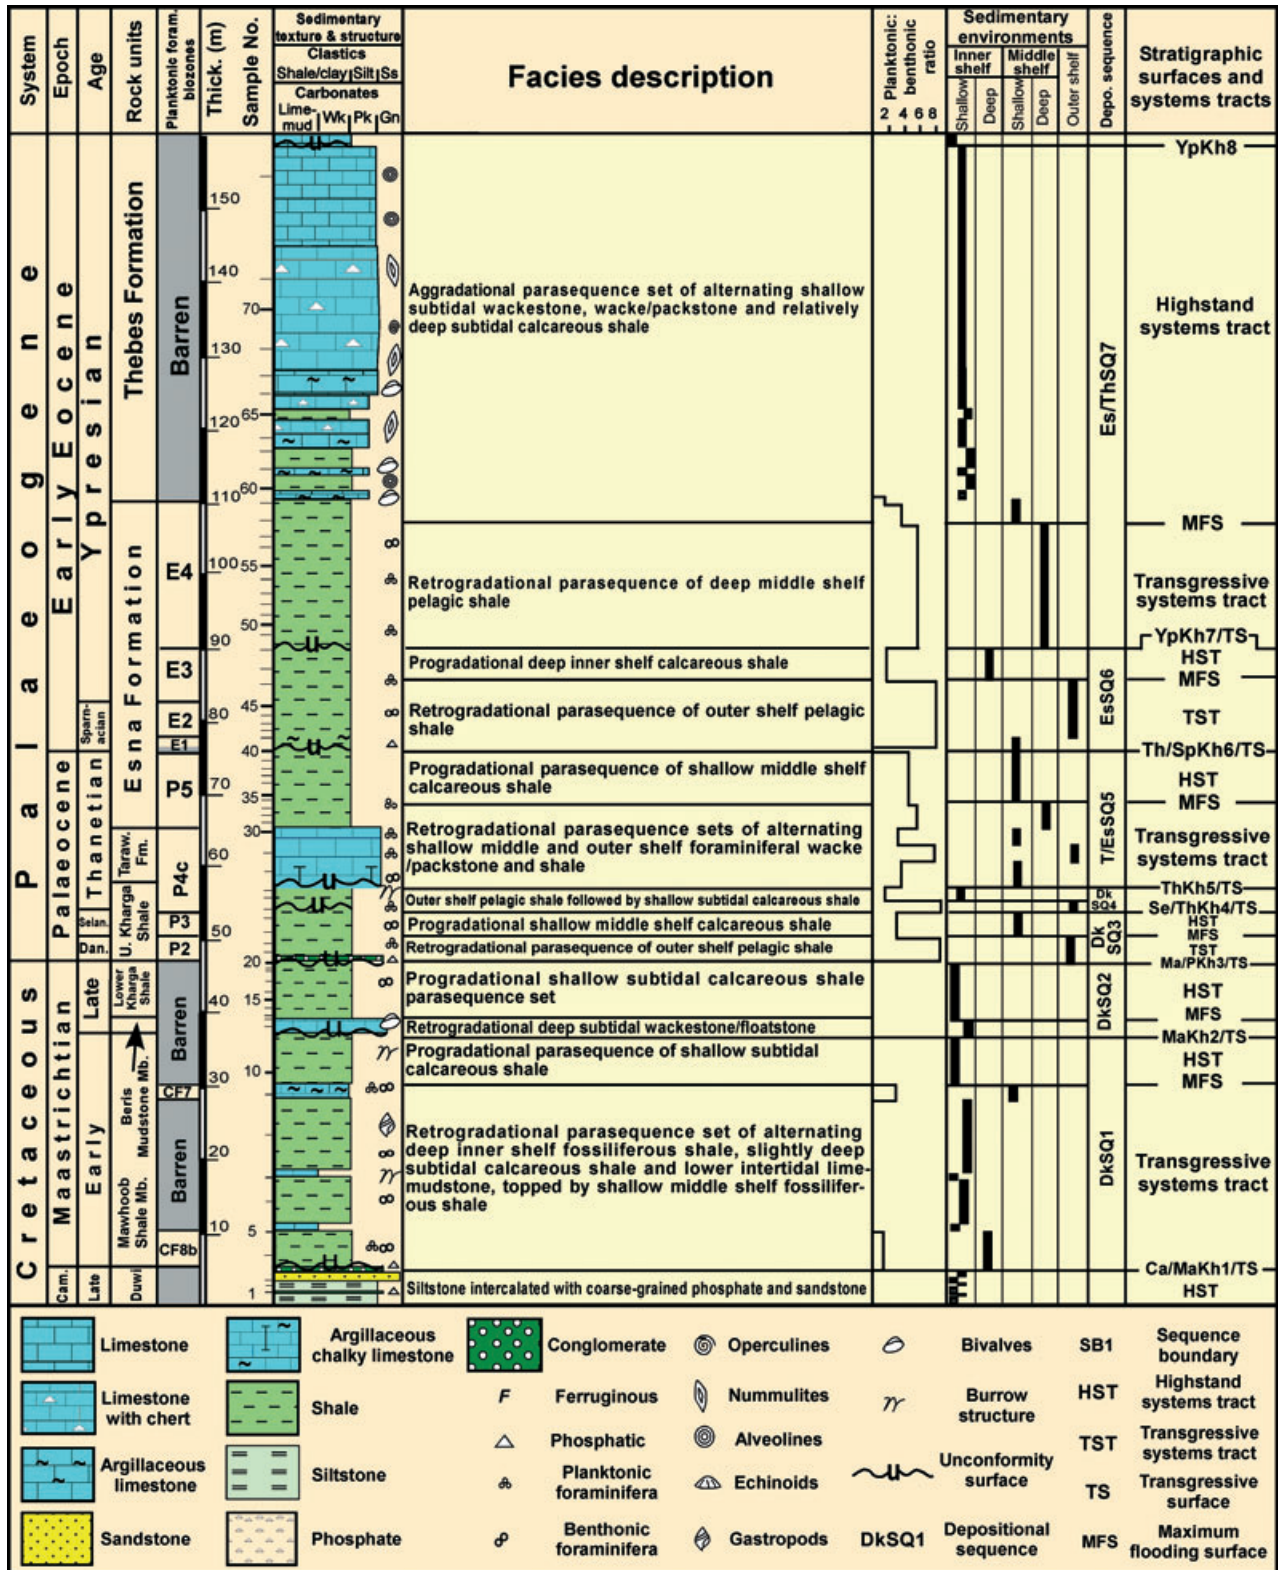 System
Epoch
Age
Rock units
Planktonic foram.
biozones
Thick. (m)
Sample No.
Sedimentary
texture & structure
Clastics
Shale/clay Silt Ss
Carbonates
Lime-
mud
Wk Pk Gn
Facies description
Planktonic:
benthonic
ratio
2 4 6 8
Sedimentary
environments
Inner
shelf
Middle
shelf
Shallow
Deep
Shallow
Deep
Outer shelf
Depo. sequence
Stratigraphic
surfaces and
systems tracts
Palaeogene
Cretaceous
Early Eocene
Palaeocene
Maastrichtian
Cam.
Ypresian
Sparn-
acian
Thanetian
Selan.
Dan.
Late
Early
Late
Thebes Formation
Esna Formation
Taraw.
Fm.
U. Kharga
Shale
Lower
Kharga
Shale
Beris
Mudstone Mb.
Mawhoob
Shale Mb.
Duwi
Barren
E4
E3
E2
E1
P5
P4c
P3
P2
Barren
CF7
Barren
CF8b
150
140
130
120
110
100
90
80
70
60
50
40
30
20
10
70
65
60
55
50
45
40
35
30
20
15
10
5
1
YpKh8
Aggradational parasequence set of alternating shallow
subtidal wackestone, wacke/packstone and relatively
deep subtidal calcareous shale
Es/ThSQ7
Highstand
systems tract
MFS
Retrogradational parasequence of deep middle shelf
pelagic shale
Transgressive
systems tract
YpKh7/TS
Progradational deep inner shelf calcareous shale
HST
MFS
EsSQ6
Retrogradational parasequence of outer shelf pelagic
shale
TST
Th/SpKh6/TS
Progradational parasequence of shallow middle shelf
calcareous shale
HST
MFS
T/EsSQ5
Retrogradational parasequence sets of alternating
shallow middle and outer shelf foraminiferal wacke
/packstone and shale
Transgressive
systems tract
ThKh5/TS
Outer shelf pelagic shale followed by shallow subtidal calcareous shale
Dk
SQ4
Se/ThKh4/TS
Progradational shallow middle shelf calcareous shale
HST
MFS
Dk
SQ3
Retrogradational parasequence of outer shelf pelagic shale
TST
Ma/PKh3/TS
Progradational shallow subtidal calcareous shale
parasequence set
DkSQ2
HST
MFS
Retrogradational deep subtidal wackestone/floatstone
MaKh2/TS
Progradational parasequence of shallow subtidal
calcareous shale
HST
MFS
Retrogradational parasequence set of alternating
deep inner shelf fossiliferous shale, slightly deep
subtidal calcareous shale and lower intertidal lime-
mudstone, topped by shallow middle shelf fossilifer-
ous shale
DkSQ1
Transgressive
systems tract
Ca/MaKh1/TS
Siltstone intercalated with coarse-grained phosphate and sandstone
HST
Limestone
Limestone
with chert
Argillaceous
limestone
Sandstone
Argillaceous
chalky limestone
Shale
Siltstone
Phosphate
Conglomerate
F Ferruginous
Phosphatic
Planktonic
foraminifera
Benthonic
foraminifera
Operculines
Nummulites
Alveolines
Echinoids
Gastropods
Bivalves
Burrow
structure
Unconformity
surface
DkSQ1 Depositional
sequence
SB1 Sequence
boundary
HST Highstand
systems tract
TST Transgressive
systems tract
TS Transgressive
surface
MFS Maximum
flooding surface